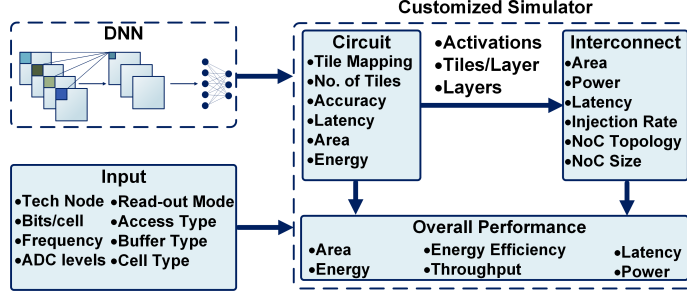 Customized Simulator
DNN
Circuit
•Tile Mapping
•No. of Tiles
•Accuracy
•Latency
•Area
•Energy
•Activations
•Tiles/Layer
•Layers
Interconnect
•Area
•Power
•Latency
•Injection Rate
•NoC Topology
•NoC Size
Input
•Tech Node
•Bits/cell
•Frequency
•ADC levels
•Read-out Mode
•Access Type
•Buffer Type
•Cell Type
Overall Performance
•Area
•Energy
•Energy Efficiency
•Throughput
•Latency
•Power